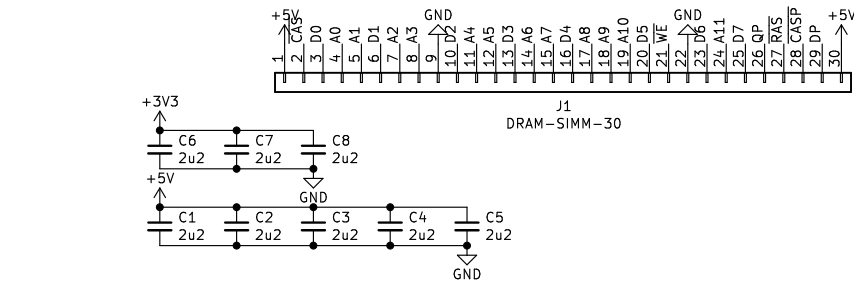 +5V GND GND +5V
CAS D0 A0 A1 D1 A2 A3 D2 A4 A5 D3 A6 A7 D4 A8 A9 A10 D5 WE D6 A11 D7 QP RAS CASP DP
1 2 3 4 5 6 7 8 9 10 11 12 13 14 15 16 17 18 19 20 21 22 23 24 25 26 27 28 29 30
J1
DRAM-SIMM-30
+3V3
C6 C7 C8
2u2 2u2 2u2
GND
+5V
C1 C2 C3 C4 C5
2u2 2u2 2u2 2u2 2u2
GND